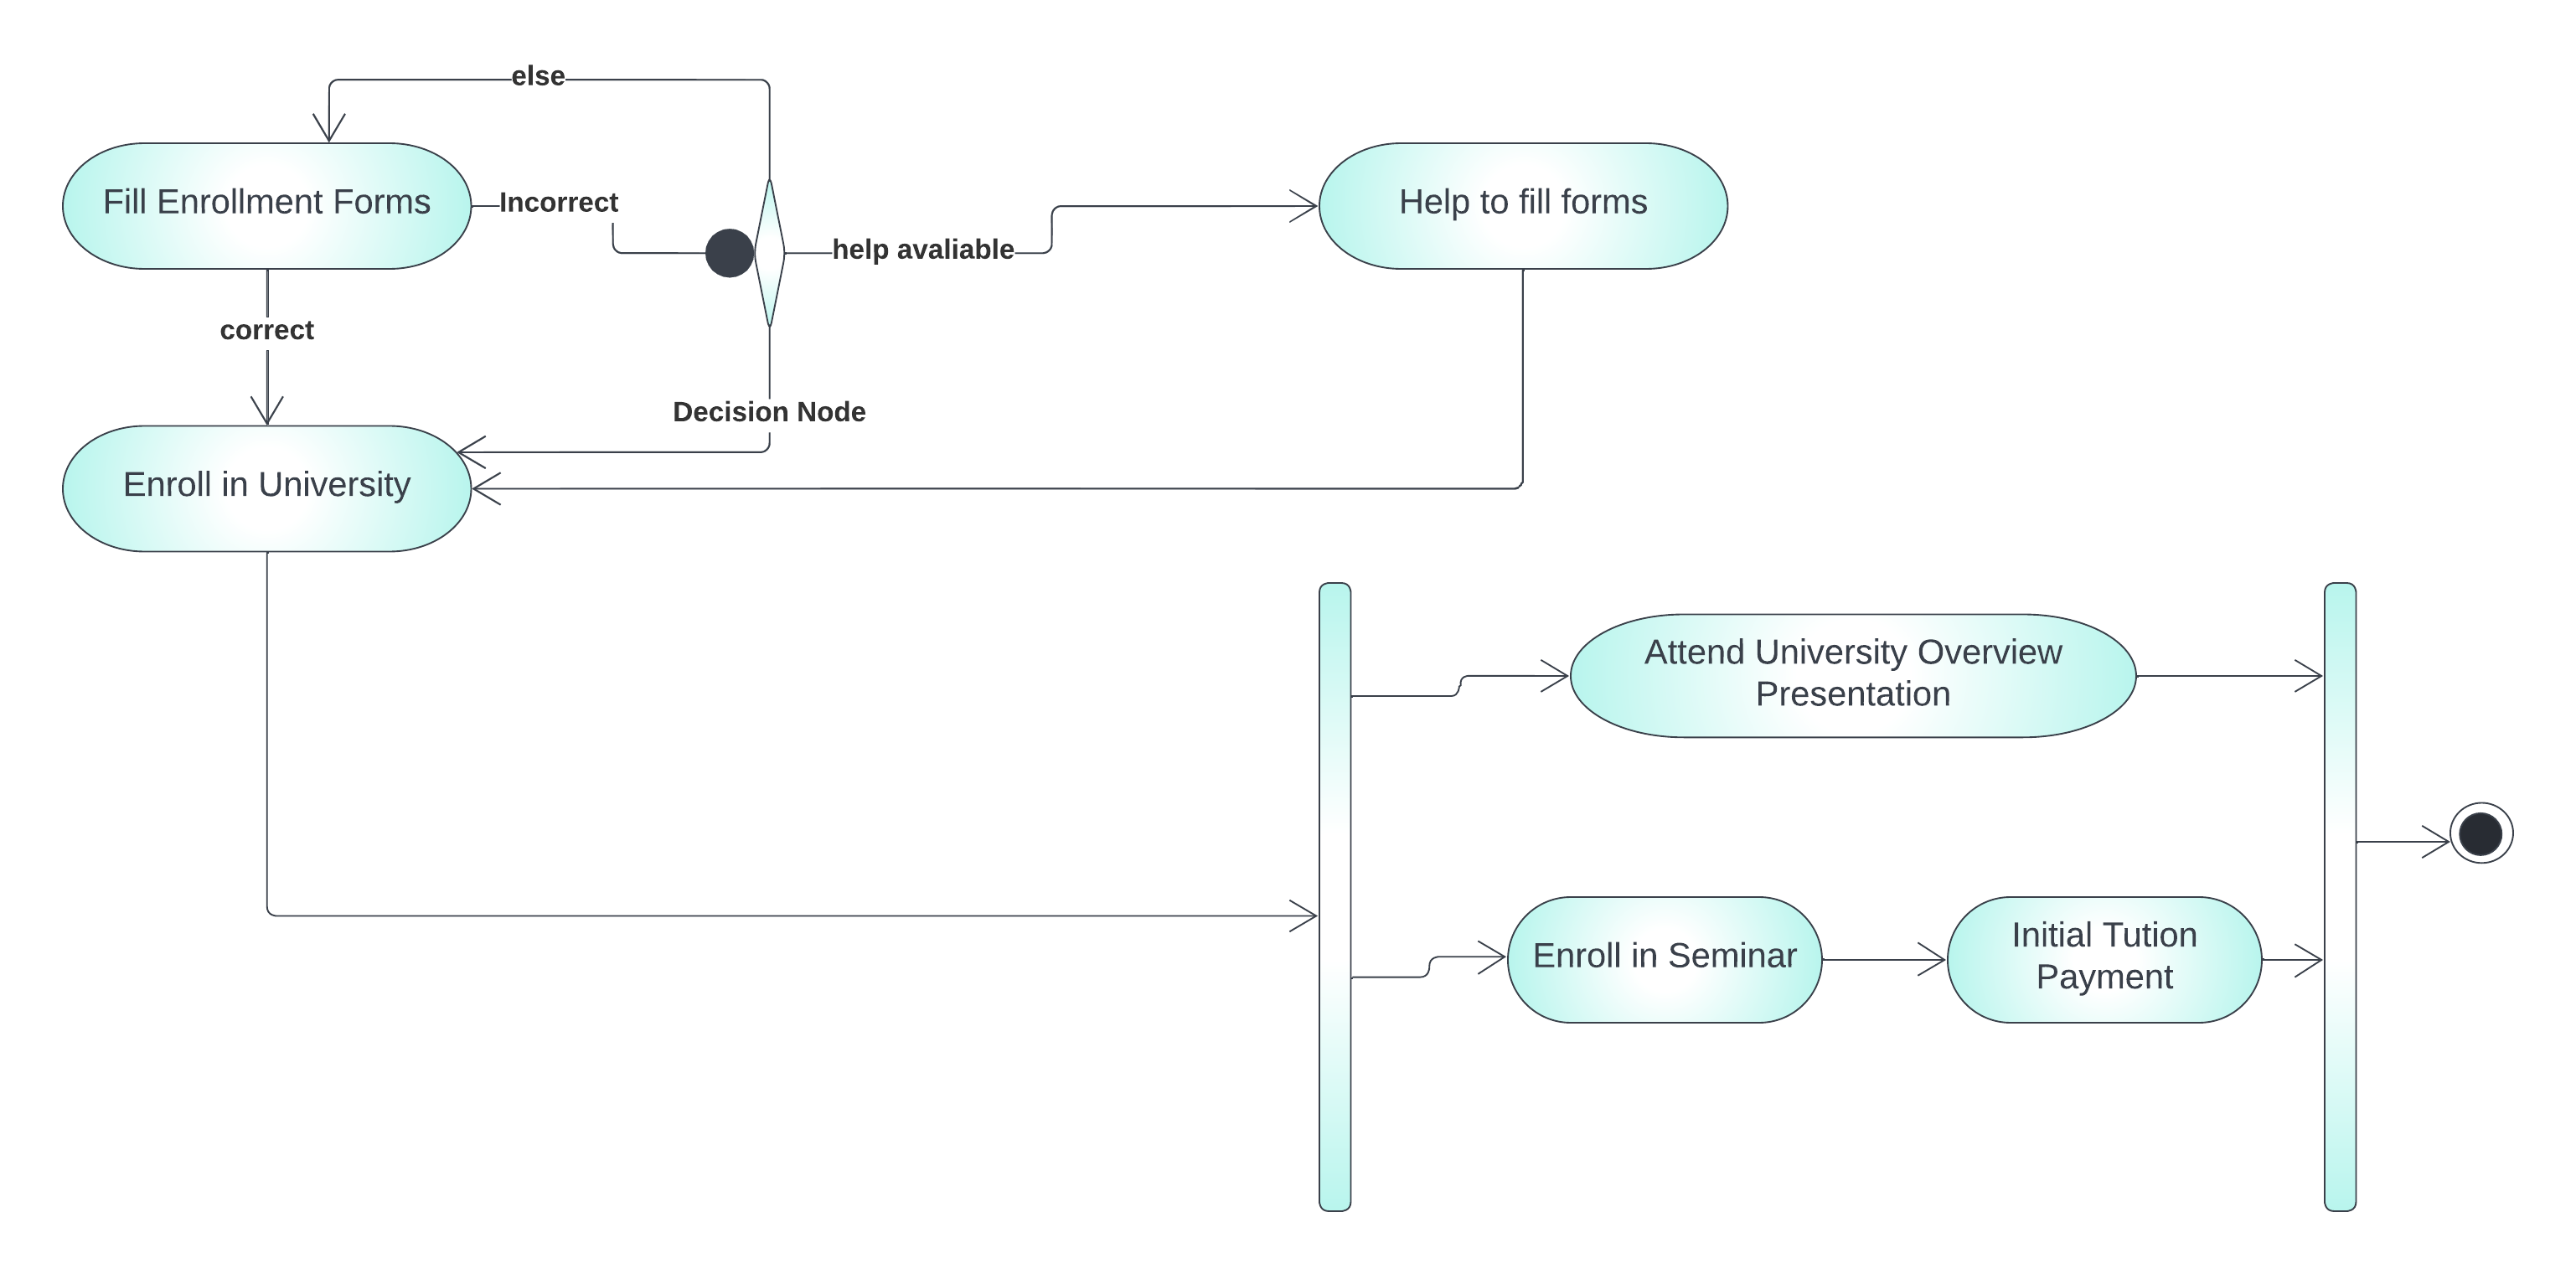 else
Fill Enrollment Forms
Incorrect
help avaliable
Help to fill forms
correct
Decision Node
Enroll in University
Attend University Overview
Presentation
Enroll in Seminar
Initial Tution
Payment